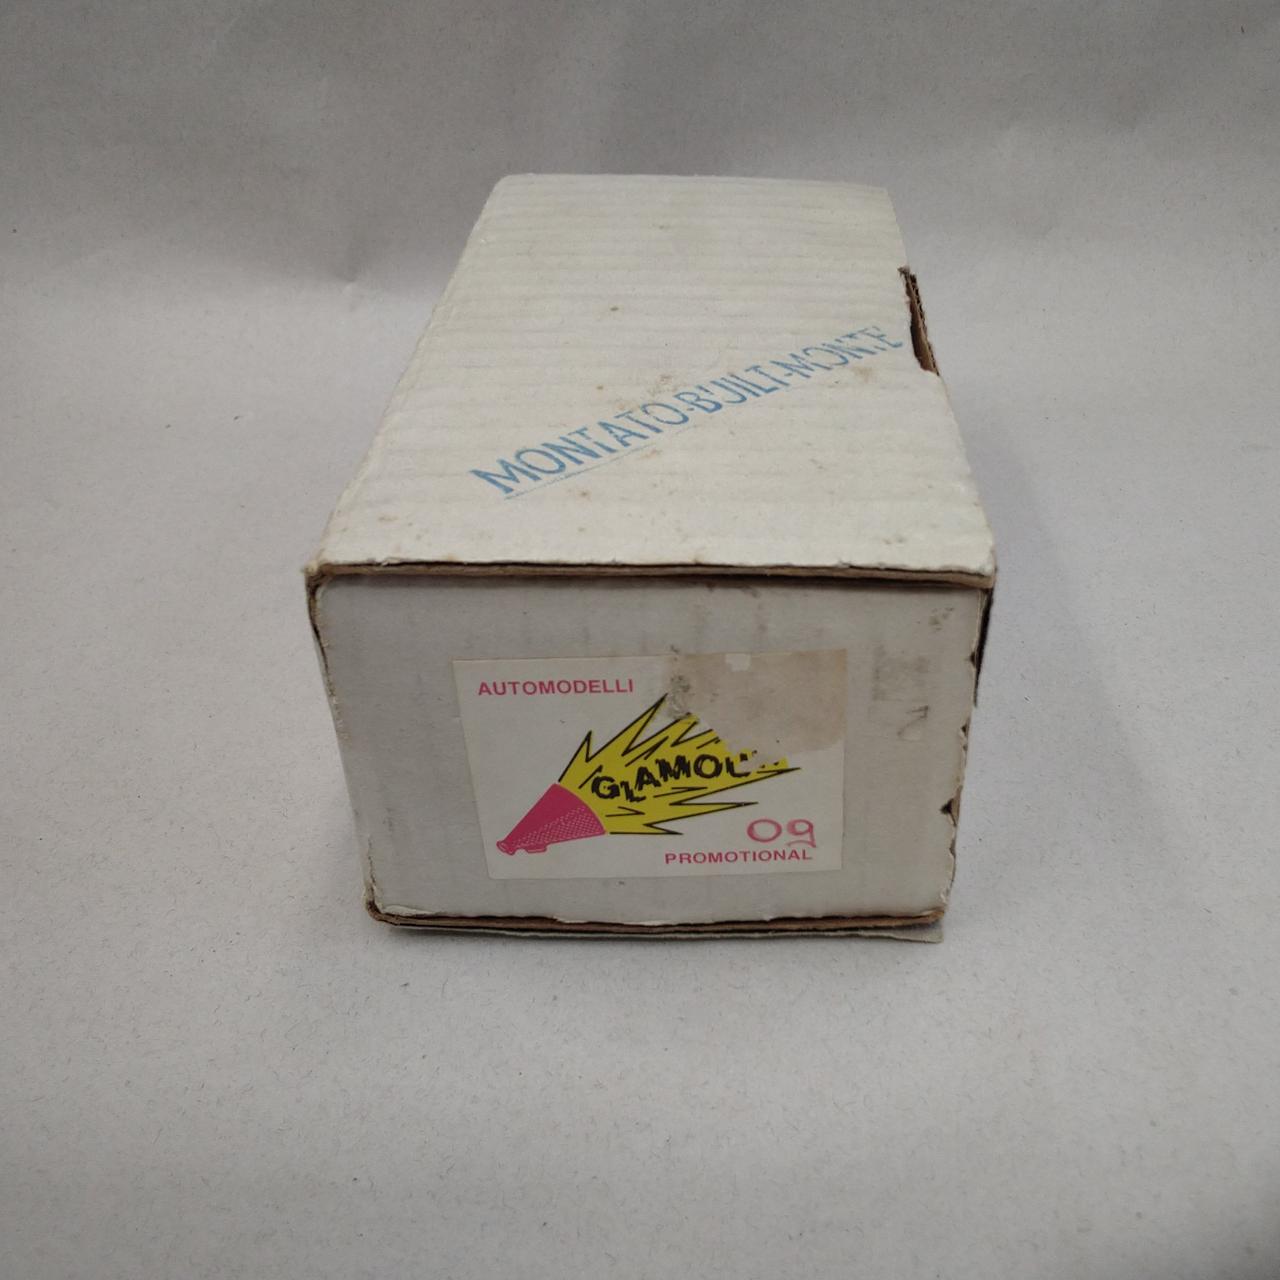 MONTATO-BUILT-MONTE
AUTOMODELLI
09
PROMOTIONAL